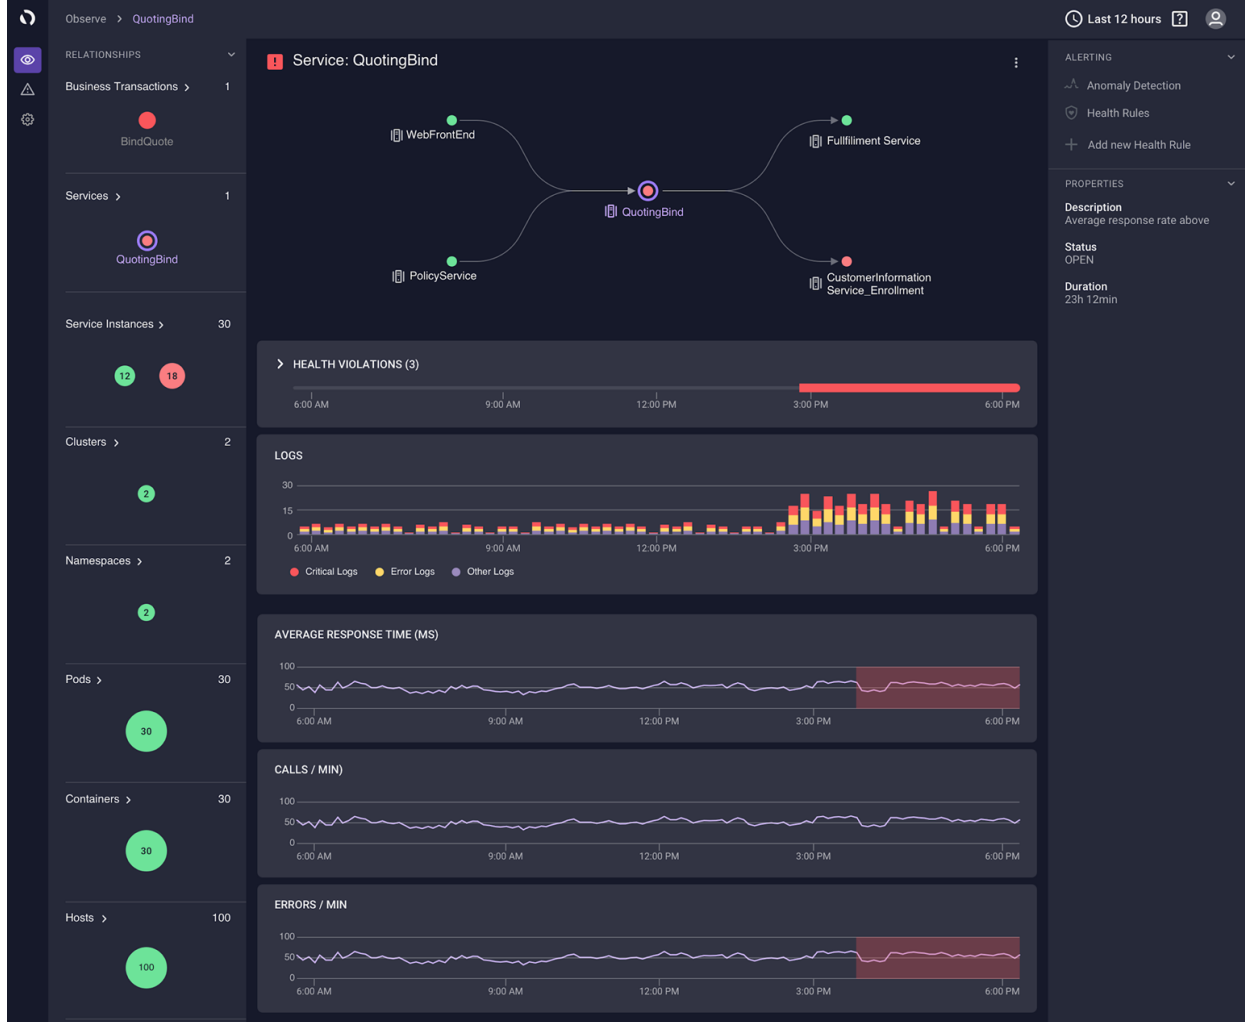 Observe > QuotingBind
Last 12 hours
RELATIONSHIPS
Business Transactions > 1
BindQuote
Services > 1
QuotingBind
Service Instances > 30
12 18
Clusters > 2
2
Namespaces > 2
2
Pods > 30
30
Containers > 30
30
Hosts > 100
100
! Service: QuotingBind
WebFrontEnd
Fullfiliment Service
QuotingBind
PolicyService
CustomerInformation
Service_Enrollment
HEALTH VIOLATIONS (3)
6:00 AM 9:00 AM 12:00 PM 3:00 PM 6:00 PM
LOGS
30
15
0
6:00 AM 9:00 AM 12:00 PM 3:00 PM 6:00 PM
Critical Logs Error Logs Other Logs
AVERAGE RESPONSE TIME (MS)
100
50
0
6:00 AM 9:00 AM 12:00 PM 3:00 PM 6:00 PM
CALLS / MIN)
100
50
0
6:00 AM 9:00 AM 12:00 PM 3:00 PM 6:00 PM
ERRORS / MIN
100
50
0
6:00 AM 9:00 AM 12:00 PM 3:00 PM 6:00 PM
ALERTING
Anomaly Detection
Health Rules
Add new Health Rule
PROPERTIES
Description
Average response rate above
Status
OPEN
Duration
23h 12min